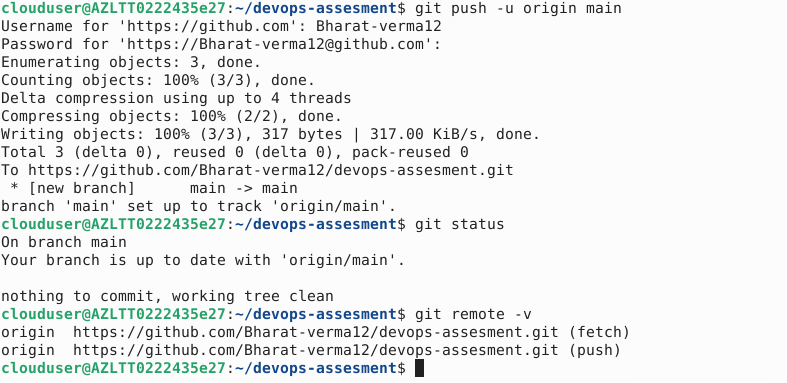 clouduser@AZLTT0222435e27:~/devops-assesment$ git push -u origin main
Username for 'https://github.com': Bharat-verma12
Password for 'https://Bharat-verma12@github.com':
Enumerating objects: 3, done.
Counting objects: 100% (3/3), done.
Delta compression using up to 4 threads
Compressing objects: 100% (2/2), done.
Writing objects: 100% (3/3), 317 bytes | 317.00 KiB/s, done.
Total 3 (delta 0), reused 0 (delta 0), pack-reused 0
To https://github.com/Bharat-verma12/devops-assesment.git
 * [new branch]      main -> main
branch 'main' set up to track 'origin/main'.
clouduser@AZLTT0222435e27:~/devops-assesment$ git status
On branch main
Your branch is up to date with 'origin/main'.

nothing to commit, working tree clean
clouduser@AZLTT0222435e27:~/devops-assesment$ git remote -v
origin  https://github.com/Bharat-verma12/devops-assesment.git (fetch)
origin  https://github.com/Bharat-verma12/devops-assesment.git (push)
clouduser@AZLTT0222435e27:~/devops-assesment$